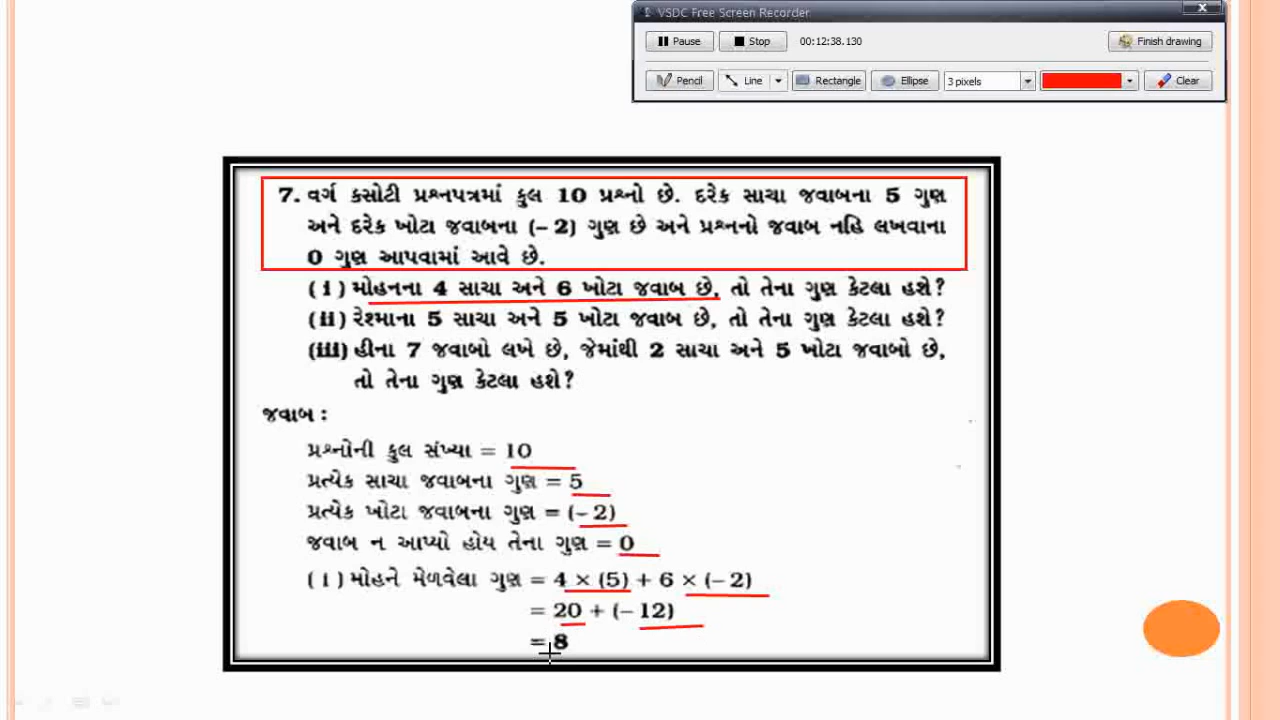 VSDC Free Screen Recorder
Pause Stop 00:12:38.130 Finish drawing
Pencil Line Rectangle Ellipse 3 pixels Clear
7. વર્ગ કસોટી પ્રશ્નપત્રમાં કુલ 10 પ્રશ્નો છે. દરેક સાચા જવાબના 5 ગુણ
અને દરેક ખોટા જવાબના (– 2) ગુણ છે અને પ્રશ્નનો જવાબ નહિ લખવાના
0 ગુણ આપવામાં આવે છે.
(i) મોહનના 4 સાચા અને 6 ખોટા જવાબ છે, તો તેના ગુણ કેટલા હશે?
(ii) રેશ્માના 5 સાચા અને 5 ખોટા જવાબ છે, તો તેના ગુણ કેટલા હશે?
(iii) હીના 7 જવાબો લખે છે, જેમાંથી 2 સાચા અને 5 ખોટા જવાબો છે,
તો તેના ગુણ કેટલા હશે?
જવાબ :
પ્રશ્નોની કુલ સંખ્યા = 10
પ્રત્યેક સાચા જવાબના ગુણ = 5
પ્રત્યેક ખોટા જવાબના ગુણ = (– 2)
જવાબ ન આપ્યો હોય તેના ગુણ = 0
(i) મોહને મેળવેલા ગુણ = 4 × (5) + 6 × (– 2)
= 20 + (– 12)
= 8